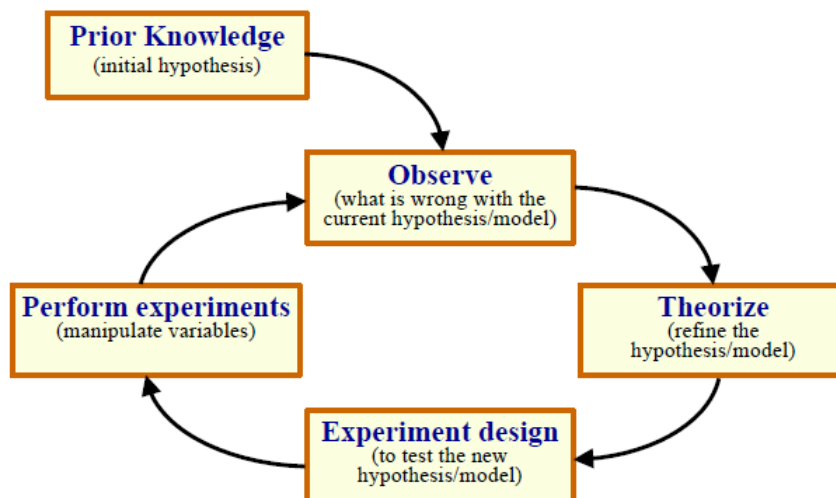 Prior Knowledge
(initial hypothesis)
Observe
(what is wrong with the
current hypothesis/model)
Perform experiments
(manipulate variables)
Theorize
(refine the
hypothesis/model)
Experiment design
(to test the new
hypothesis/model)